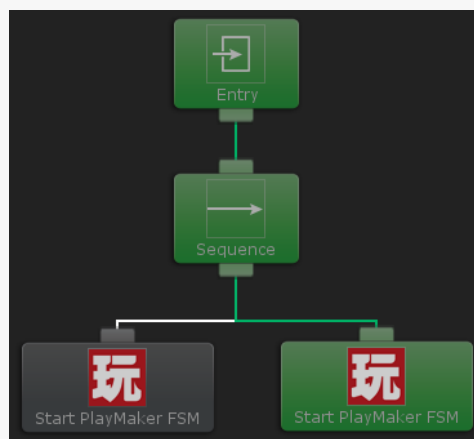 Entry
Sequence
玩
Start PlayMaker FSM
玩
Start PlayMaker FSM